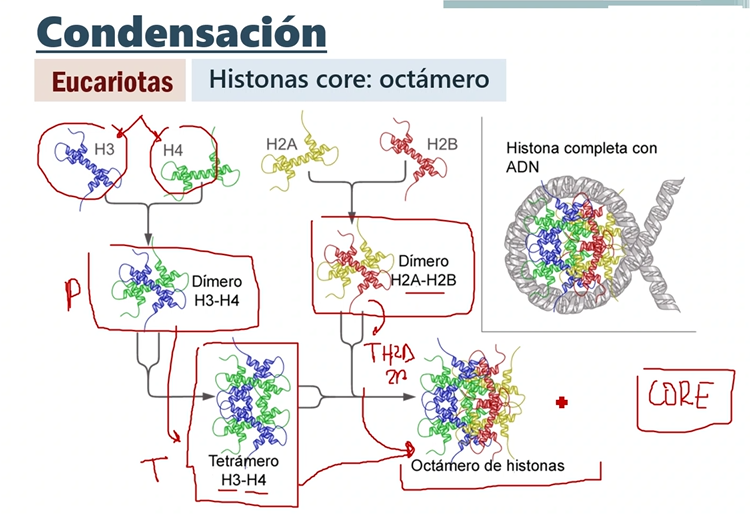 Condensación
Eucariotas
Histonas core: octámero
H3
H4
H2A
H2B
Histona completa con
ADN
Dímero
H3-H4
Dímero
H2A-H2B
D
T
Tetrámero
H3-H4
Octámero de histonas
CORE